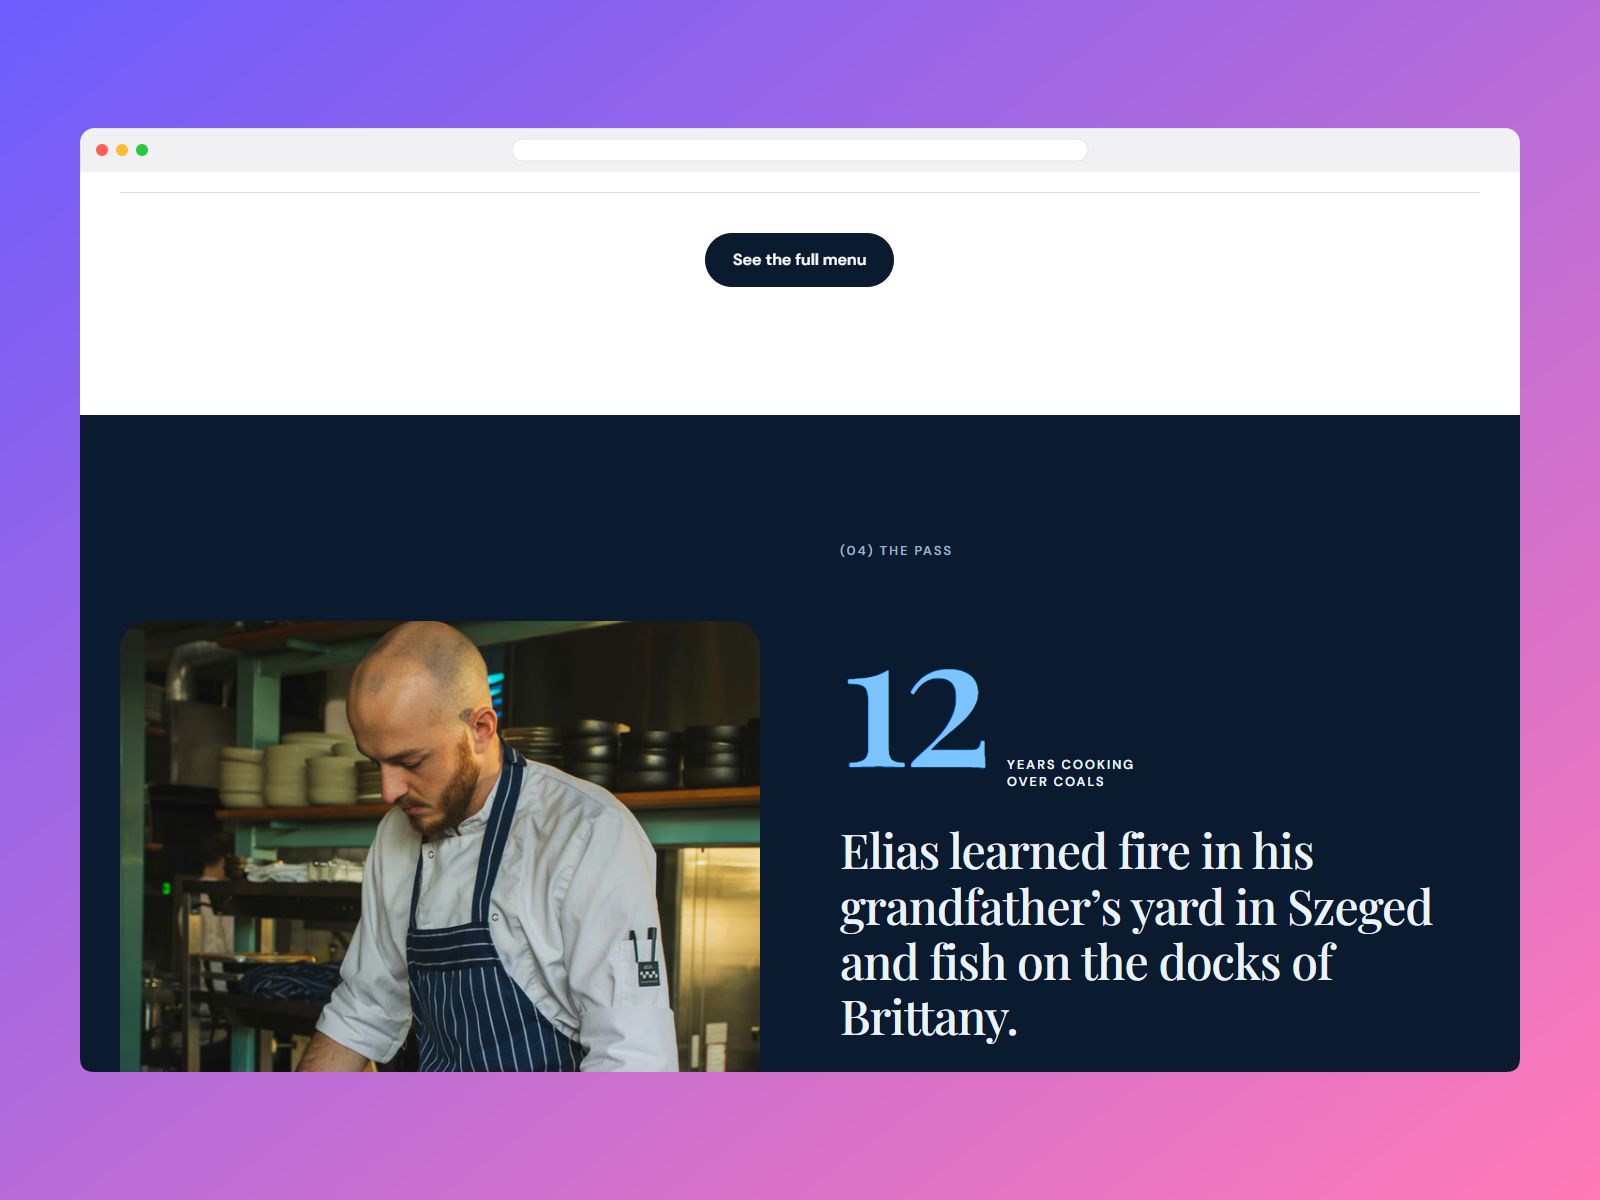 See the full menu
(04) THE PASS
12
YEARS COOKING
OVER COALS
Elias learned fire in his
grandfather’s yard in Szeged
and fish on the docks of
Brittany.